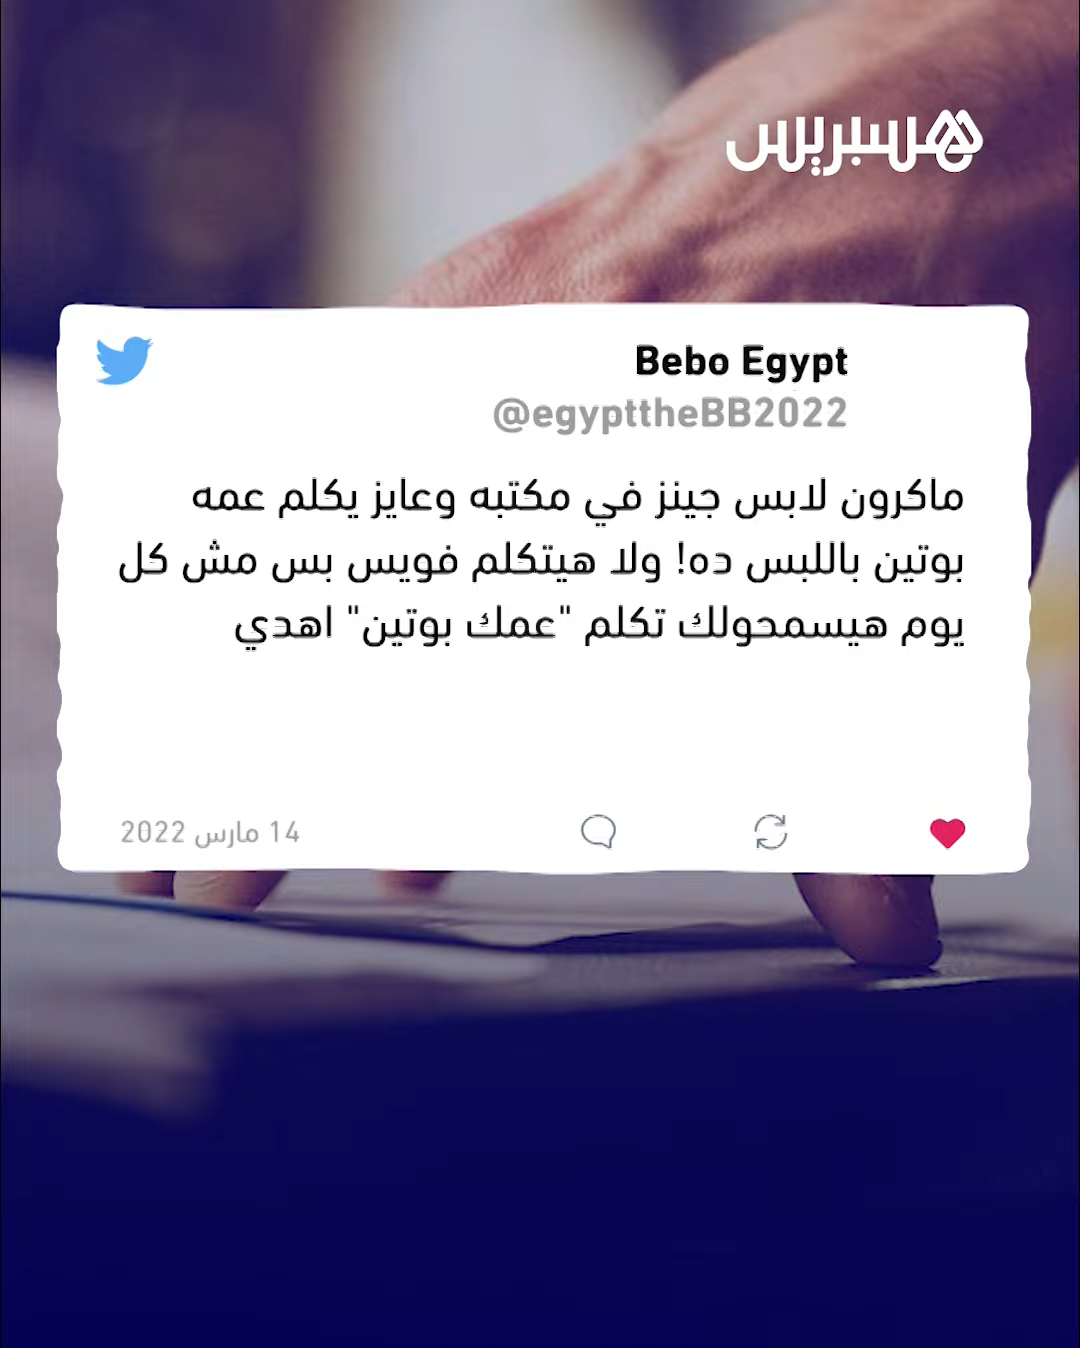 هسبريس
Bebo Egypt
@egypttheBB2022
ماكرون لابس جينز في مكتبه وعايز يكلم عمه
بوتين باللبس ده! ولا هيتكلم فويس بس مش كل
يوم هيسمحولك تكلم "عمك بوتين" اهدي
14 مارس 2022